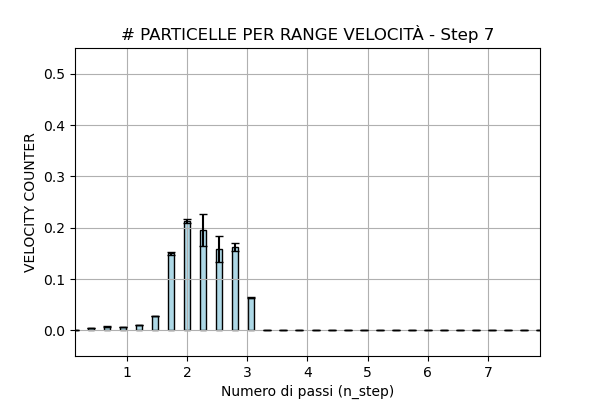 # PARTICELLE PER RANGE VELOCITÀ - Step 7
0.5
0.4
0.3
0.2
0.1
0.0
VELOCITY COUNTER
1 2 3 4 5 6 7
Numero di passi (n_step)